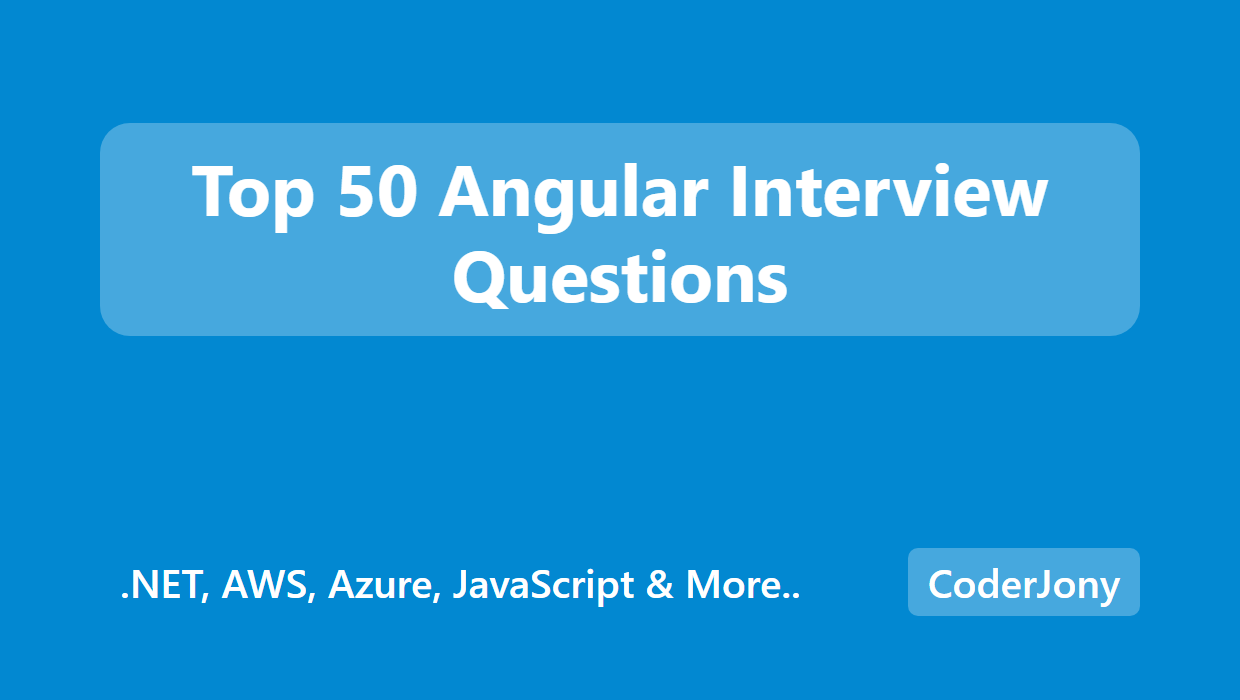 Top 50 Angular Interview
Questions
.NET, AWS, Azure, JavaScript & More..
CoderJony